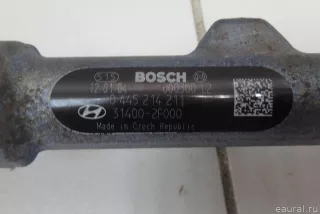 BOSCH
0 445 214 211
31400-2F000
Made in Czech Republic
© eaural.ru